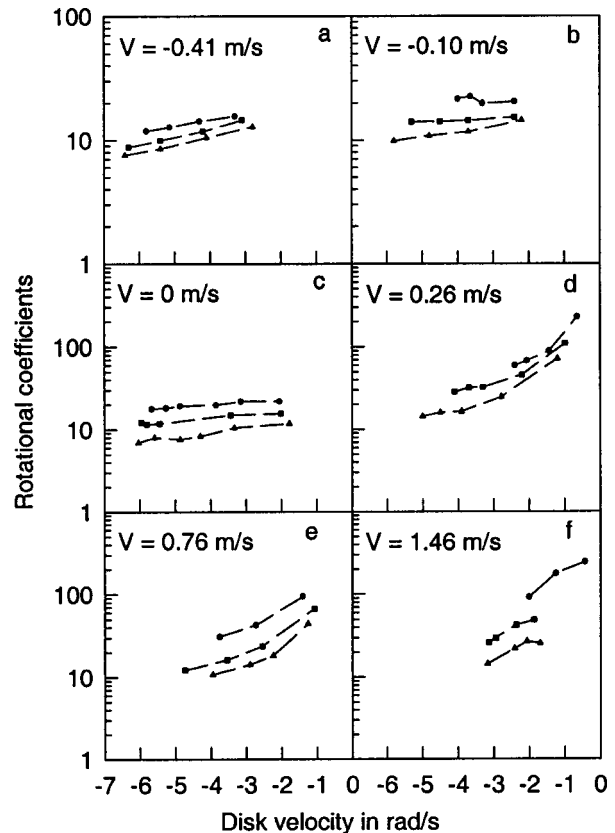 100
V = -0.41 m/s
a
V = -0.10 m/s
b
10
1
V = 0 m/s
c
V = 0.26 m/s
d
100
10
1
V = 0.76 m/s
e
V = 1.46 m/s
f
100
10
1
-7 -6 -5 -4 -3 -2 -1 0 -6 -5 -4 -3 -2 -1 0
Rotational coefficients
Disk velocity in rad/s